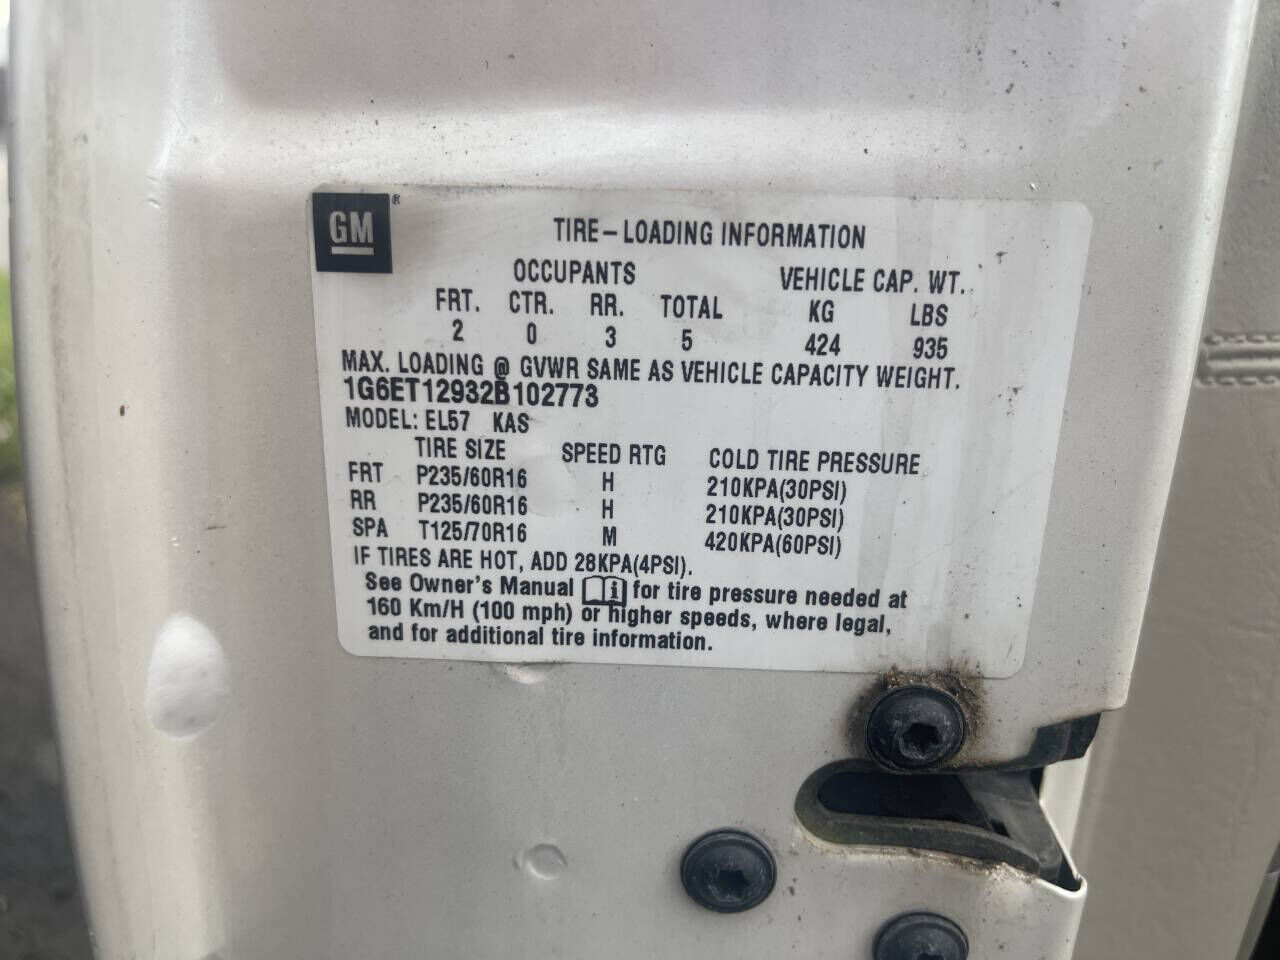 GM®
TIRE-LOADING INFORMATION
OCCUPANTS VEHICLE CAP. WT.
FRT. CTR. RR. TOTAL KG LBS
2 0 3 5 424 935
MAX. LOADING @ GVWR SAME AS VEHICLE CAPACITY WEIGHT.
1G6ET12932B102773
MODEL: EL57 KAS
TIRE SIZE SPEED RTG COLD TIRE PRESSURE
FRT P235/60R16 H 210KPA(30PSI)
RR P235/60R16 H 210KPA(30PSI)
SPA T125/70R16 M 420KPA(60PSI)
IF TIRES ARE HOT, ADD 28KPA(4PSI).
See Owner's Manual i for tire pressure needed at
160 Km/H (100 mph) or higher speeds, where legal,
and for additional tire information.